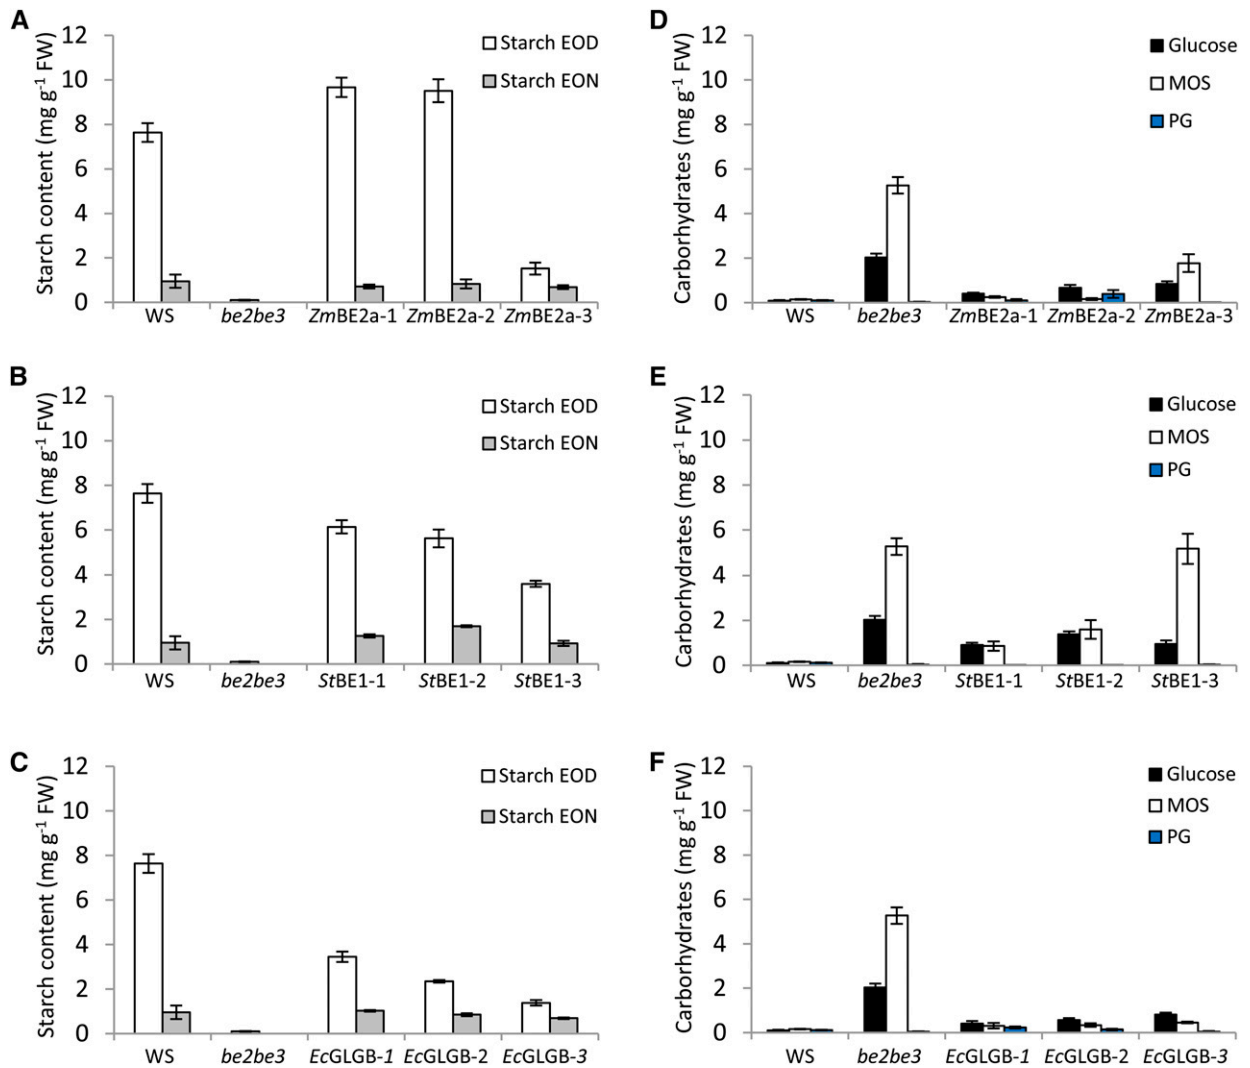 A
Starch content (mg g⁻¹ FW)
12
10
8
6
4
2
0
Starch EOD
Starch EON
WS be2be3 ZmBE2a-1 ZmBE2a-2 ZmBE2a-3
D
Carborhydrates (mg g⁻¹ FW)
12
10
8
6
4
2
0
Glucose
MOS
PG
WS be2be3 ZmBE2a-1 ZmBE2a-2 ZmBE2a-3
B
Starch content (mg g⁻¹ FW)
12
10
8
6
4
2
0
Starch EOD
Starch EON
WS be2be3 StBE1-1 StBE1-2 StBE1-3
E
Carborhydrates (mg g⁻¹ FW)
12
10
8
6
4
2
0
Glucose
MOS
PG
WS be2be3 StBE1-1 StBE1-2 StBE1-3
C
Starch content (mg g⁻¹ FW)
12
10
8
6
4
2
0
Starch EOD
Starch EON
WS be2be3 EcGLGB-1 EcGLGB-2 EcGLGB-3
F
Carborhydrates (mg g⁻¹ FW)
12
10
8
6
4
2
0
Glucose
MOS
PG
WS be2be3 EcGLGB-1 EcGLGB-2 EcGLGB-3